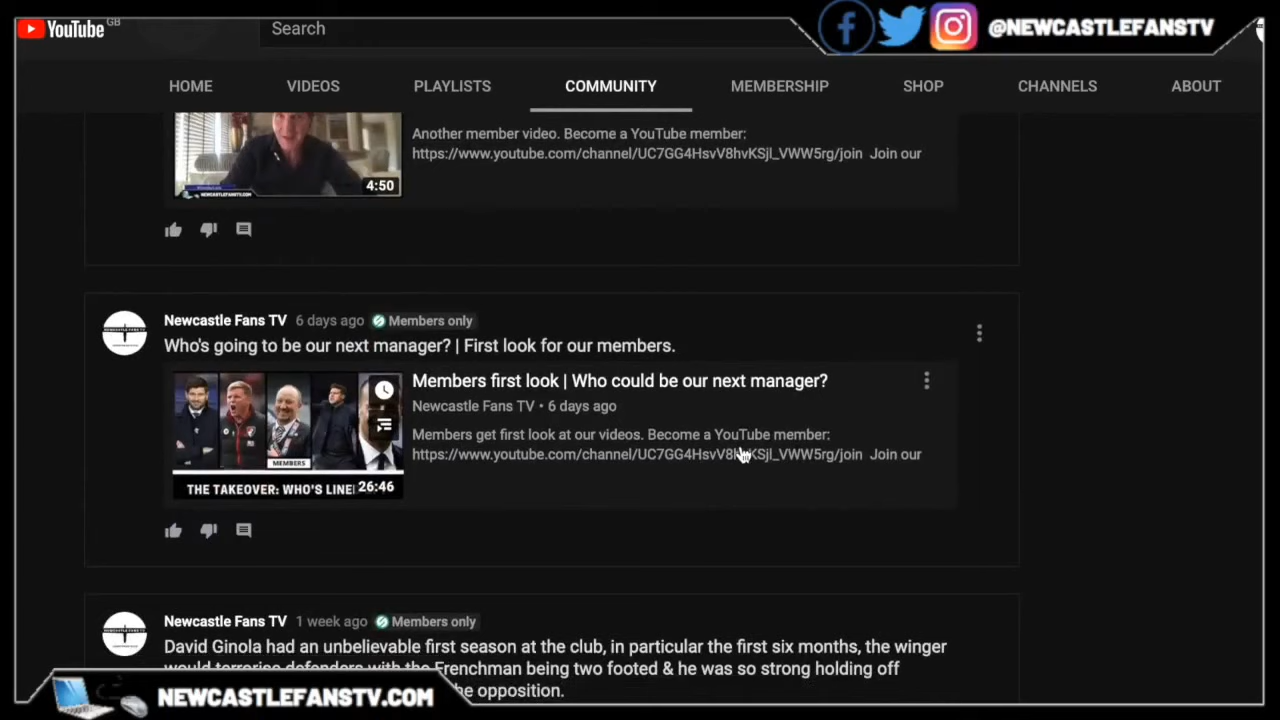 YouTube GB
Search
@NEWCASTLEFANSTV
HOME VIDEOS PLAYLISTS COMMUNITY MEMBERSHIP SHOP CHANNELS ABOUT
Another member video. Become a YouTube member:
https://www.youtube.com/channel/UC7GG4HsvV8hvKSjl_VWW5rg/join Join our
NEWCASTLEFANSTV.COM
4:50
Newcastle Fans TV 6 days ago Members only
Who's going to be our next manager? | First look for our members.
Members first look | Who could be our next manager?
Newcastle Fans TV • 6 days ago
Members get first look at our videos. Become a YouTube member:
https://www.youtube.com/channel/UC7GG4HsvV8h KSjl_VWW5rg/join Join our
MEMBERS
THE TAKEOVER: WHO'S LINE
26:46
Newcastle Fans TV 1 week ago Members only
David Ginola had an unbelievable first season at the club, in particular the first six months, the winger
would terrorise defenders with the Frenchman being two footed & he was so strong holding off
the opposition.
NEWCASTLEFANSTV.COM